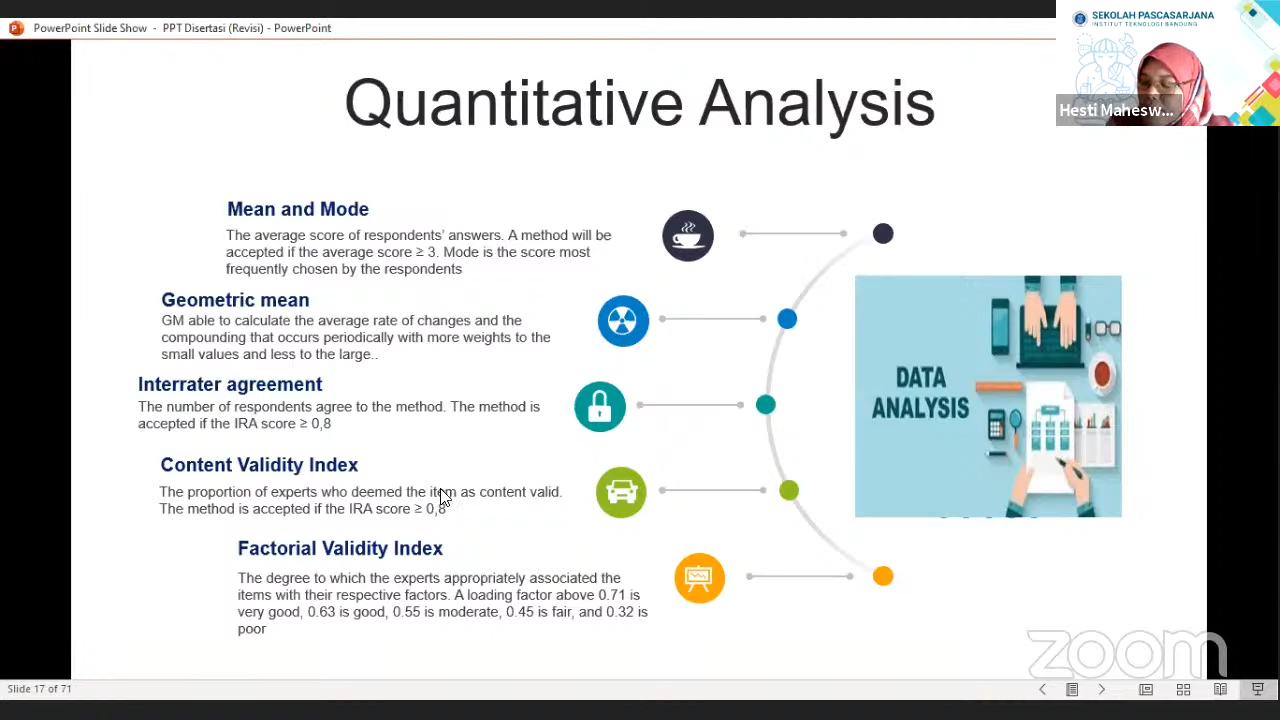 PowerPoint Slide Show - PPT Disertasi (Revisi) - PowerPoint
SEKOLAH PASCASARJANA
INSTITUT TEKNOLOGI BANDUNG
Hesti Mahesw...
Quantitative Analysis
Mean and Mode
The average score of respondents' answers. A method will be
accepted if the average score ≥ 3. Mode is the score most
frequently chosen by the respondents
Geometric mean
GM able to calculate the average rate of changes and the
compounding that occurs periodically with more weights to the
small values and less to the large..
Interrater agreement
The number of respondents agree to the method. The method is
accepted if the IRA score ≥ 0,8
Content Validity Index
The proportion of experts who deemed the item as content valid.
The method is accepted if the IRA score ≥ 0,8
Factorial Validity Index
The degree to which the experts appropriately associated the
items with their respective factors. A loading factor above 0.71 is
very good, 0.63 is good, 0.55 is moderate, 0.45 is fair, and 0.32 is
poor
DATA
ANALYSIS
zoom
Slide 17 of 71